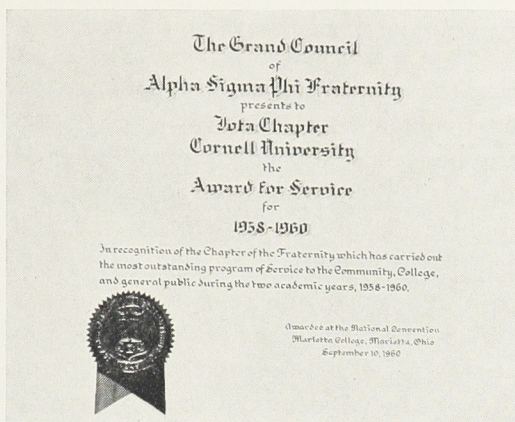 The Grand Council
of
Alpha Sigma Phi Fraternity
presents to
Iota Chapter
Cornell University
the
Award for Service
for
1958-1960
In recognition of the Chapter of the Fraternity which has carried out
the most outstanding program of Service to the Community, College,
and general public during the two academic years, 1958-1960.
Awarded at the National Convention
Marietta College, Marietta, Ohio
September 10, 1960